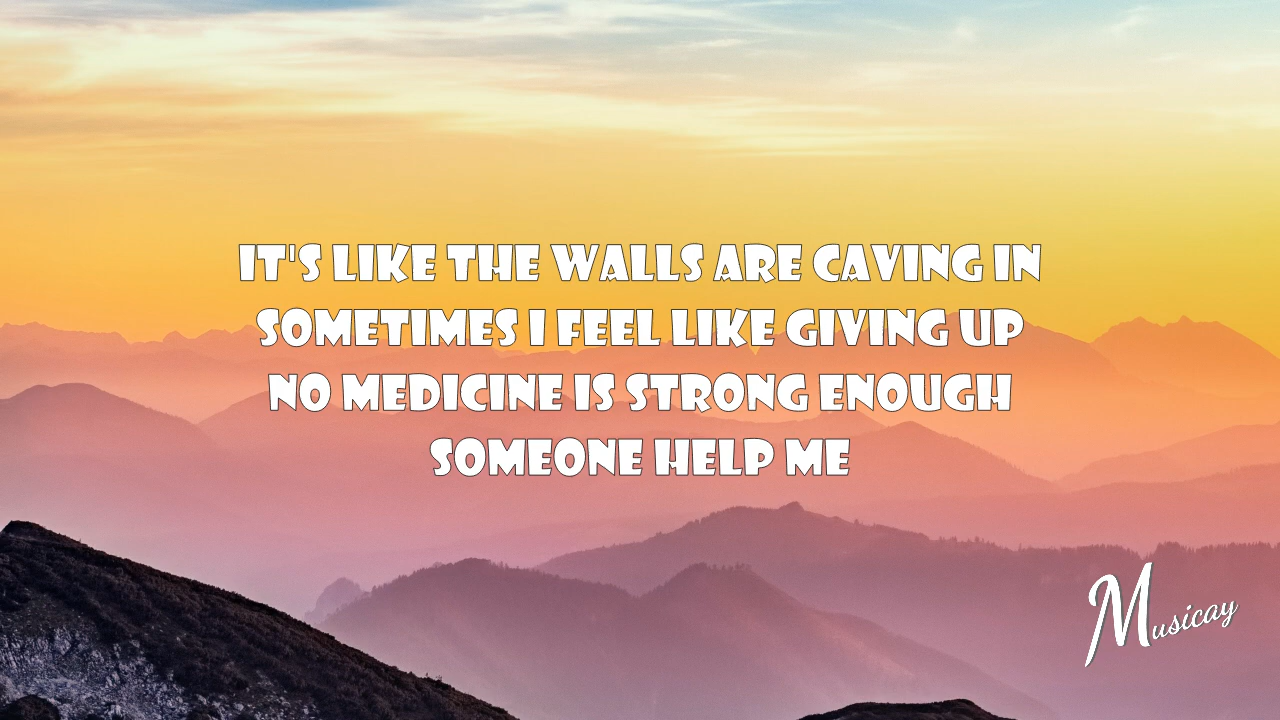 IT'S LIKE THE WALLS ARE CAVING IN
SOMETIMES I FEEL LIKE GIVING UP
NO MEDICINE IS STRONG ENOUGH
SOMEONE HELP ME
Musicay